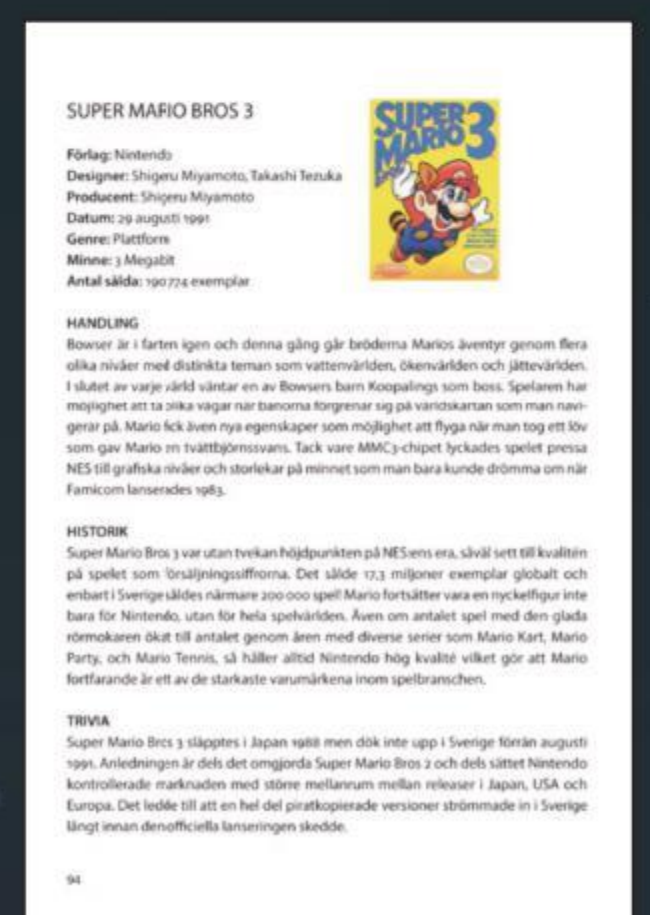 SUPER MARIO BROS 3
SUPER
MARIO 3
Förlag: Nintendo
Designer: Shigeru Miyamoto, Takashi Tezuka
Producent: Shigeru Miyamoto
Datum: 29 augusti 1991
Genre: Plattform
Minne: 3 Megabit
Antal sålda: 190 774 exemplar
HANDLING
Bowser är i farten igen och denna gång går bröderna Marios äventyr genom flera
olika nivåer med distinkta teman som vattenvärlden, ökenvärlden och jättevärlden.
I slutet av varje värld väntar en av Bowsers barn Koopalings som boss. Spelaren har
möjlighet att ta olika vägar när banorna förgrenar sig på världskartan som man navi-
gerar på. Mario fick även nya egenskaper som möjlighet att flyga när man tog ett löv
som gav Mario en tvättbjörnssvans. Tack vare MMC3-chipet lyckades spelet pressa
NES till grafiska nivåer och storlekar på minnet som man bara kunde drömma om när
Famicom lanserades 1983.
HISTORIK
Super Mario Bros 3 var utan tvekan höjdpunkten på NES:ens era, såväl sett till kvalitén
på spelet som försäljningssiffrorna. Det sålde 17,3 miljoner exemplar globalt och
enbart i Sverige såldes närmare 200 000 spel! Mario fortsätter vara en nyckelfigur inte
bara för Nintendo, utan för hela spelvärlden. Även om antalet spel med den glada
rörmokaren ökat till antalet genom åren med diverse serier som Mario Kart, Mario
Party, och Mario Tennis, så håller alltid Nintendo hög kvalité vilket gör att Mario
fortfarande är ett av de starkaste varumärkena inom spelbranschen.
TRIVIA
Super Mario Bros 3 släpptes i Japan 1988 men dök inte upp i Sverige förrän augusti
1991. Anledningen är dels det omgjorda Super Mario Bros 2 och dels sättet Nintendo
kontrollerade marknaden med större mellanrum mellan releaser i Japan, USA och
Europa. Det ledde till att en hel del piratkopierade versioner strömmade in i Sverige
långt innan denofficiella lanseringen skedde.
94